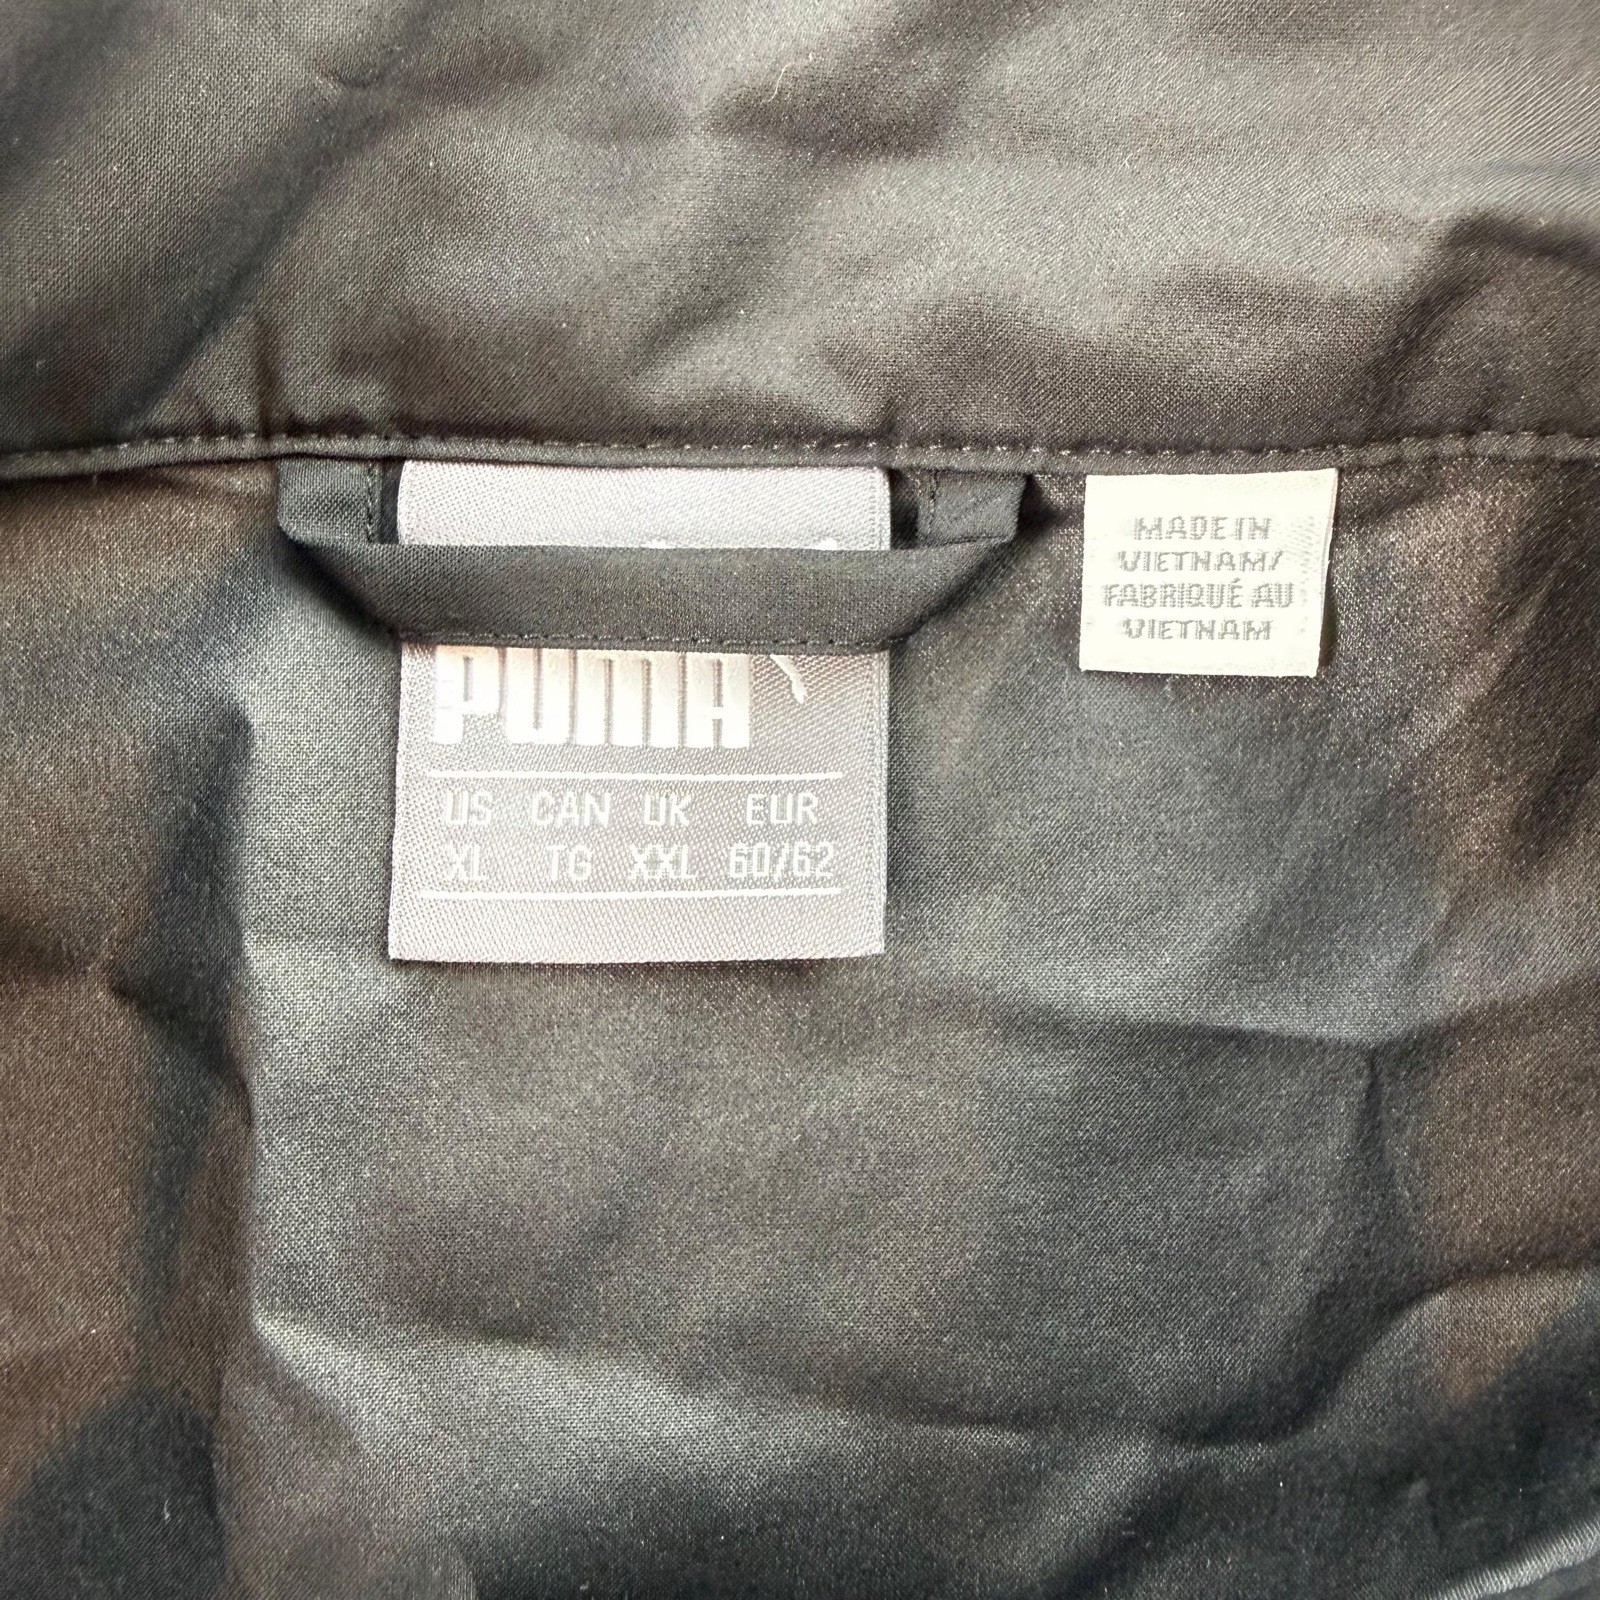 PUMA
US CAN UK EUR
XL TG XXL 60/62
MADE IN
VIETNAM/
FABRIQUÉ AU
VIETNAM